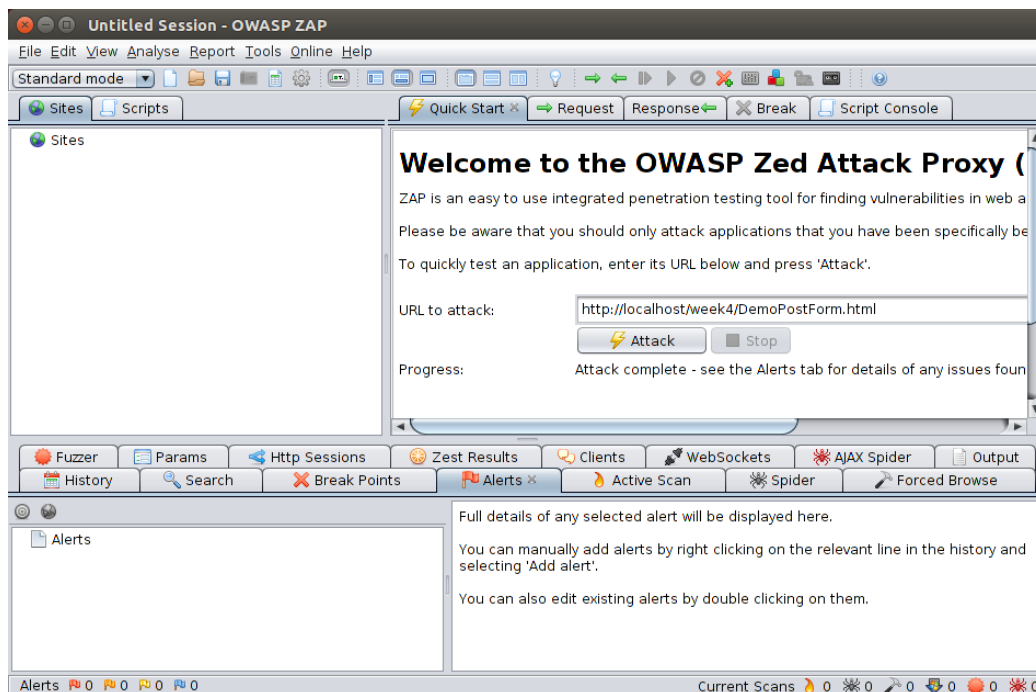 Untitled Session - OWASP ZAP
File Edit View Analyse Report Tools Online Help
Standard mode
Sites Scripts
Quick Start Request Response Break Script Console
Sites
Welcome to the OWASP Zed Attack Proxy (
ZAP is an easy to use integrated penetration testing tool for finding vulnerabilities in web a
Please be aware that you should only attack applications that you have been specifically be
To quickly test an application, enter its URL below and press 'Attack'.
URL to attack: http://localhost/week4/DemoPostForm.html
Attack Stop
Progress: Attack complete - see the Alerts tab for details of any issues foun
Fuzzer Params Http Sessions Zest Results Clients WebSockets AJAX Spider Output
History Search Break Points Alerts Active Scan Spider Forced Browse
Alerts
Full details of any selected alert will be displayed here.
You can manually add alerts by right clicking on the relevant line in the history and
selecting 'Add alert'.
You can also edit existing alerts by double clicking on them.
Alerts 0 0 0 0 Current Scans 0 0 0 0 0 0